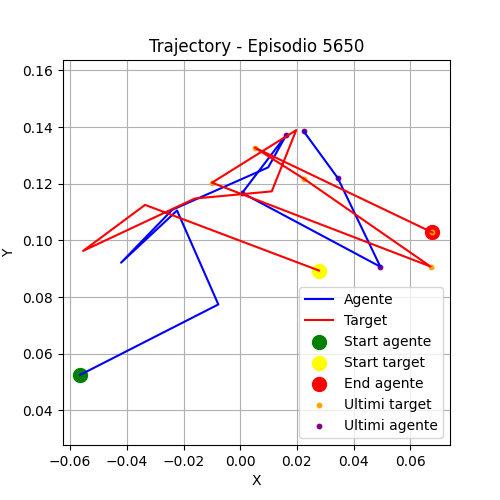 Trajectory - Episodio 5650
0.16
0.14
0.12
0.10
0.08
0.06
0.04
Y
−0.06 −0.04 −0.02 0.00 0.02 0.04 0.06
X
Agente
Target
Start agente
Start target
End agente
Ultimi target
Ultimi agente